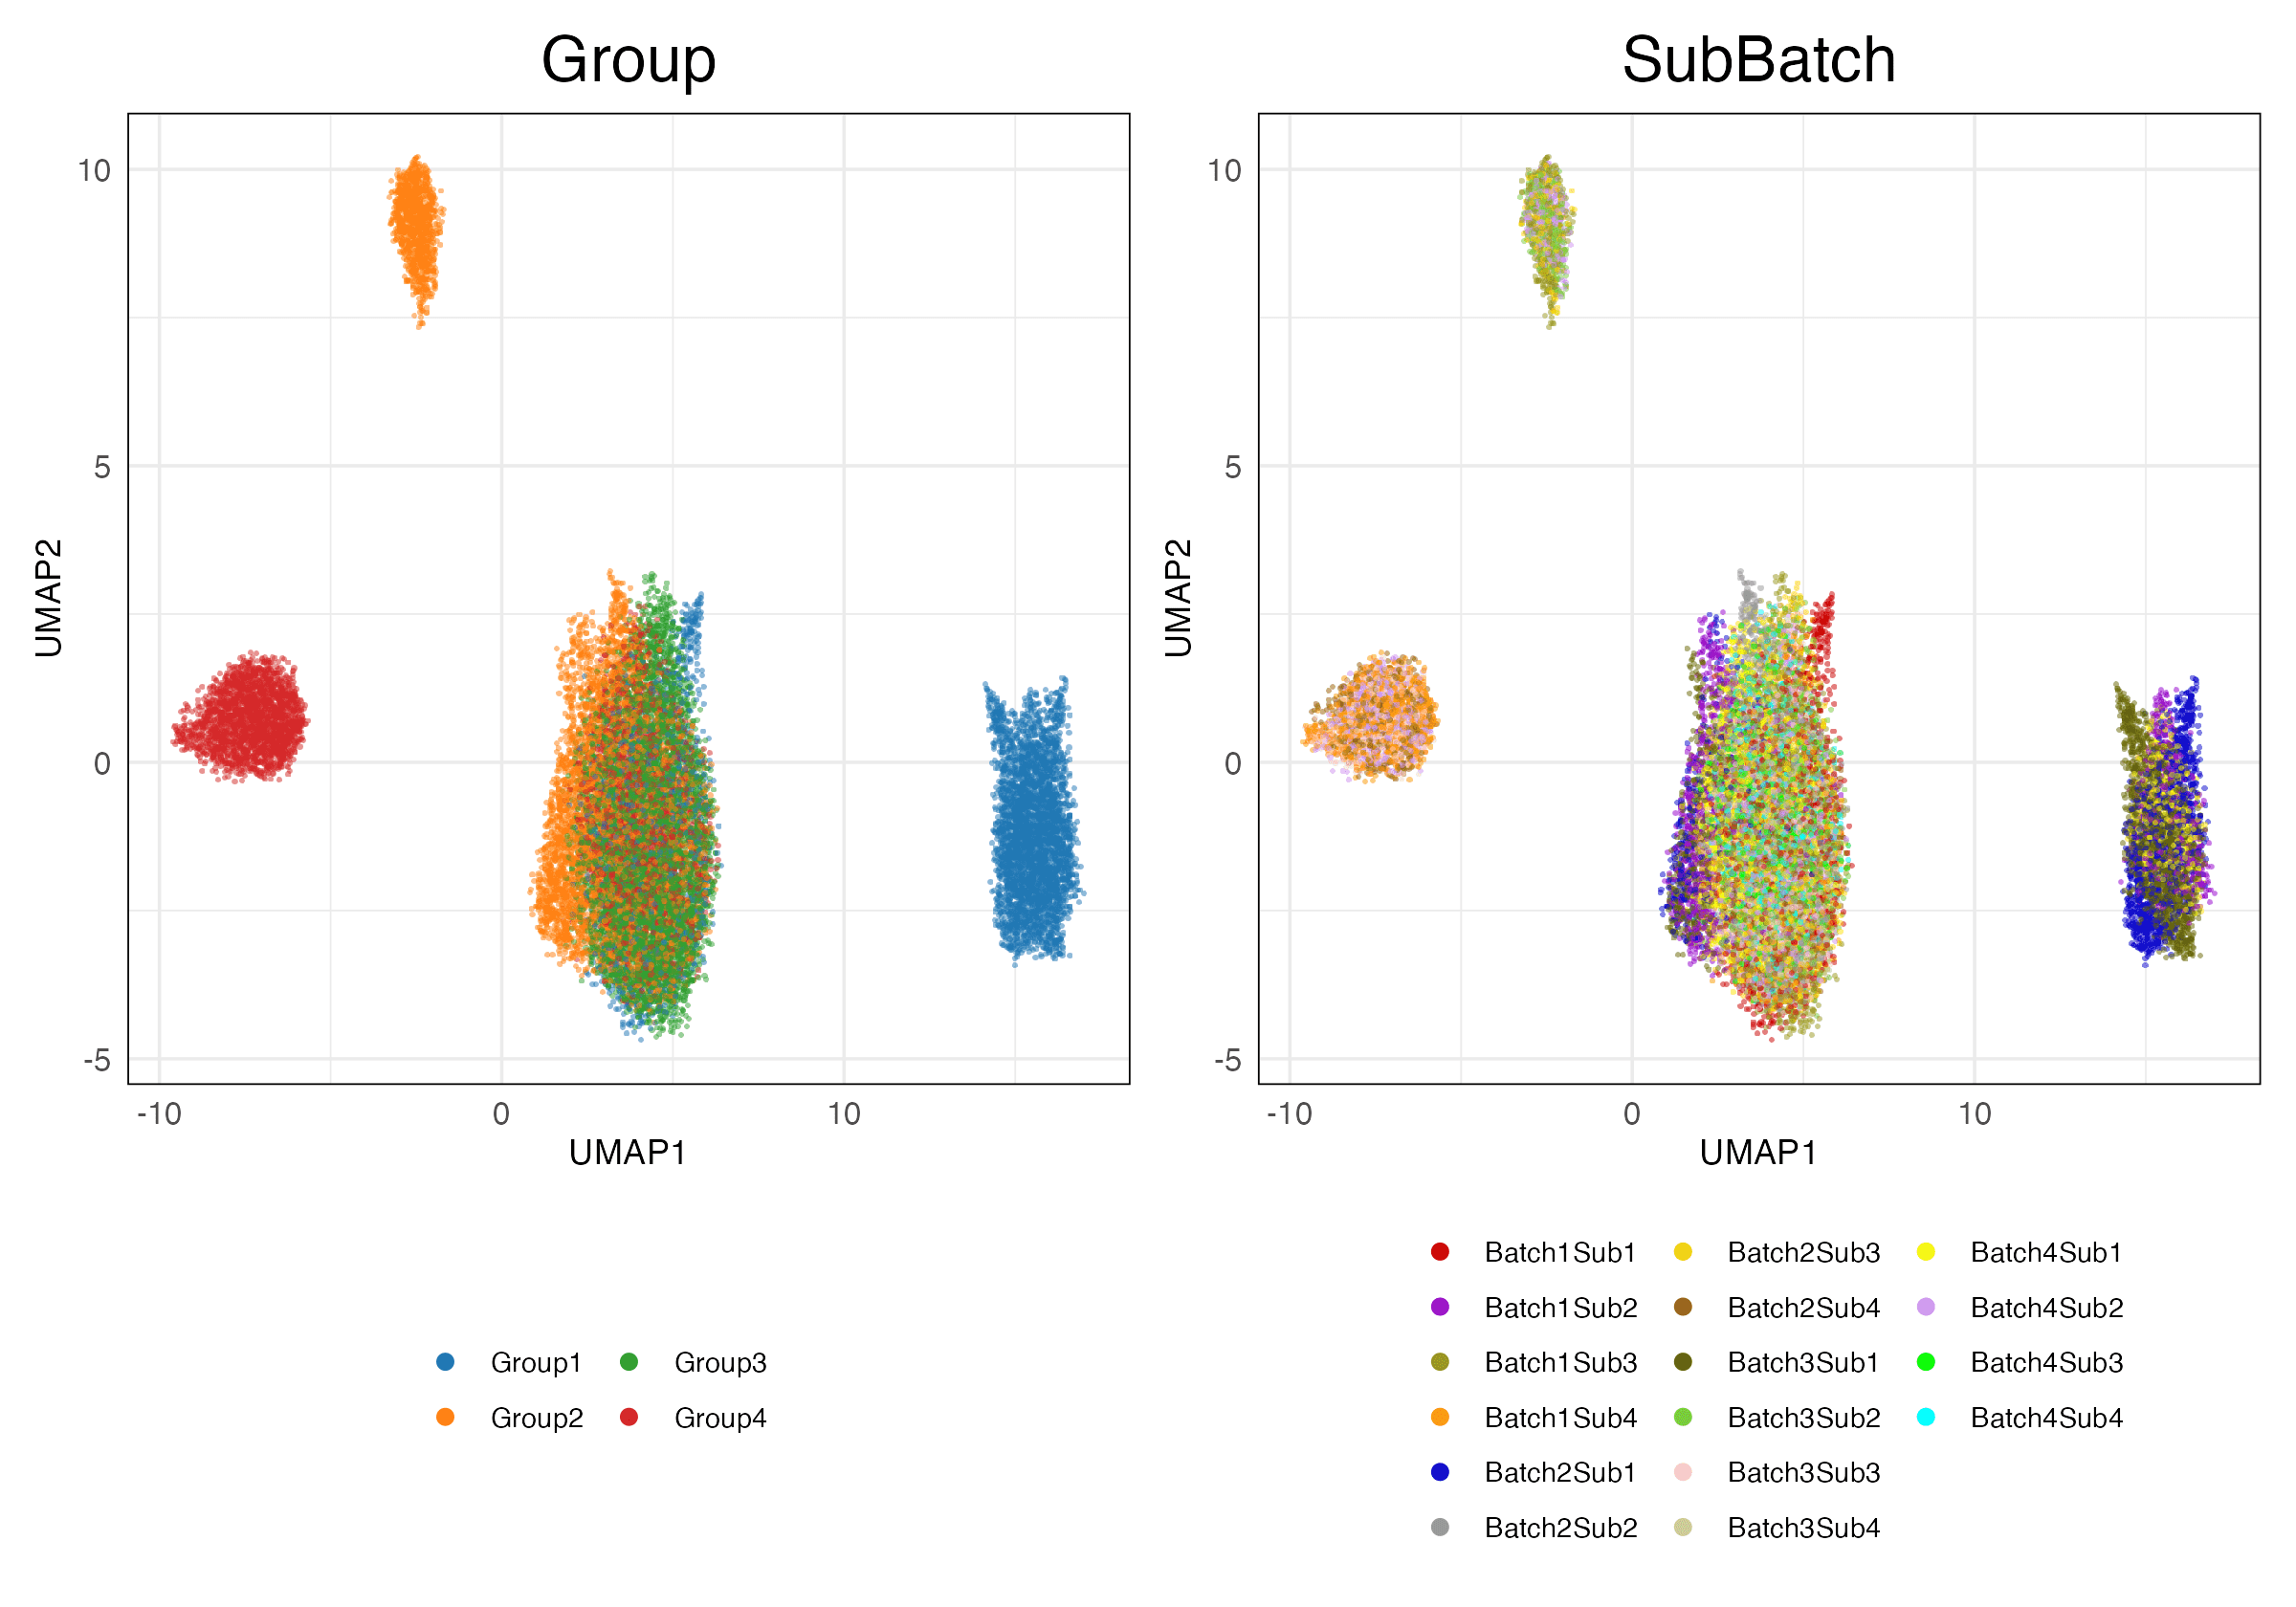 Group
SubBatch
10
5
0
-5
UMAP2
-10
0
10
UMAP1
10
5
0
-5
UMAP2
-10
0
10
UMAP1
Group1
Group3
Group2
Group4
Batch1Sub1
Batch2Sub3
Batch4Sub1
Batch1Sub2
Batch2Sub4
Batch4Sub2
Batch1Sub3
Batch3Sub1
Batch4Sub3
Batch1Sub4
Batch3Sub2
Batch4Sub4
Batch2Sub1
Batch3Sub3
Batch2Sub2
Batch3Sub4